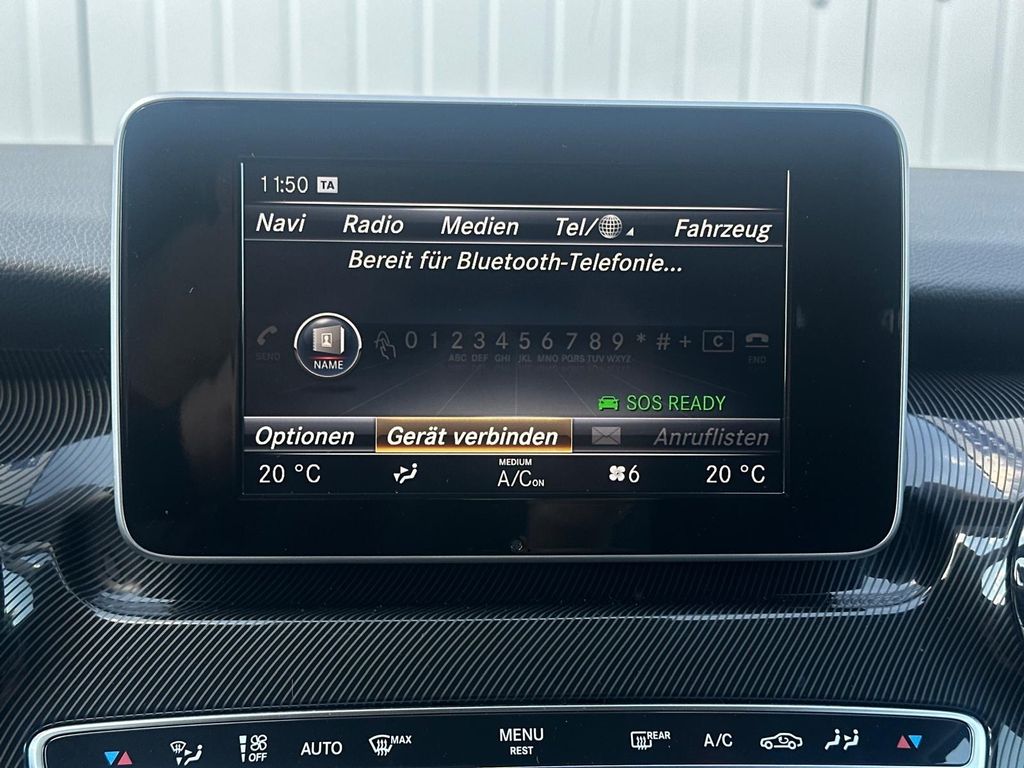 11:50 TA
Navi Radio Medien Tel/ Fahrzeug
Bereit für Bluetooth-Telefonie...
0 1 2 3 4 5 6 7 8 9 * # + C
SEND NAME ABC DEF GHI JKL MNO PQRS TUV WXYZ END
SOS READY
Optionen Gerät verbinden Anruflisten
20 °C MEDIUM A/C ON 6 20 °C
OFF AUTO MAX MENU REST REAR A/C